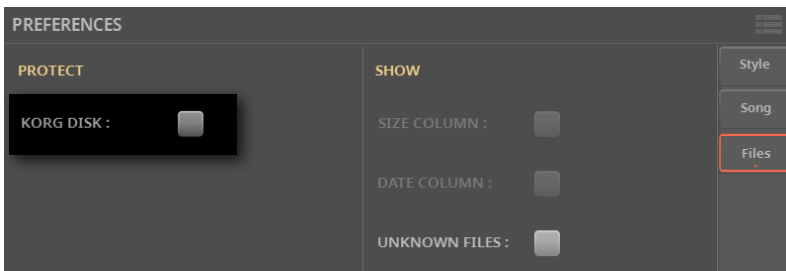 PREFERENCES
PROTECT
KORG DISK :
SHOW
SIZE COLUMN :
DATE COLUMN :
UNKNOWN FILES :
Style
Song
Files